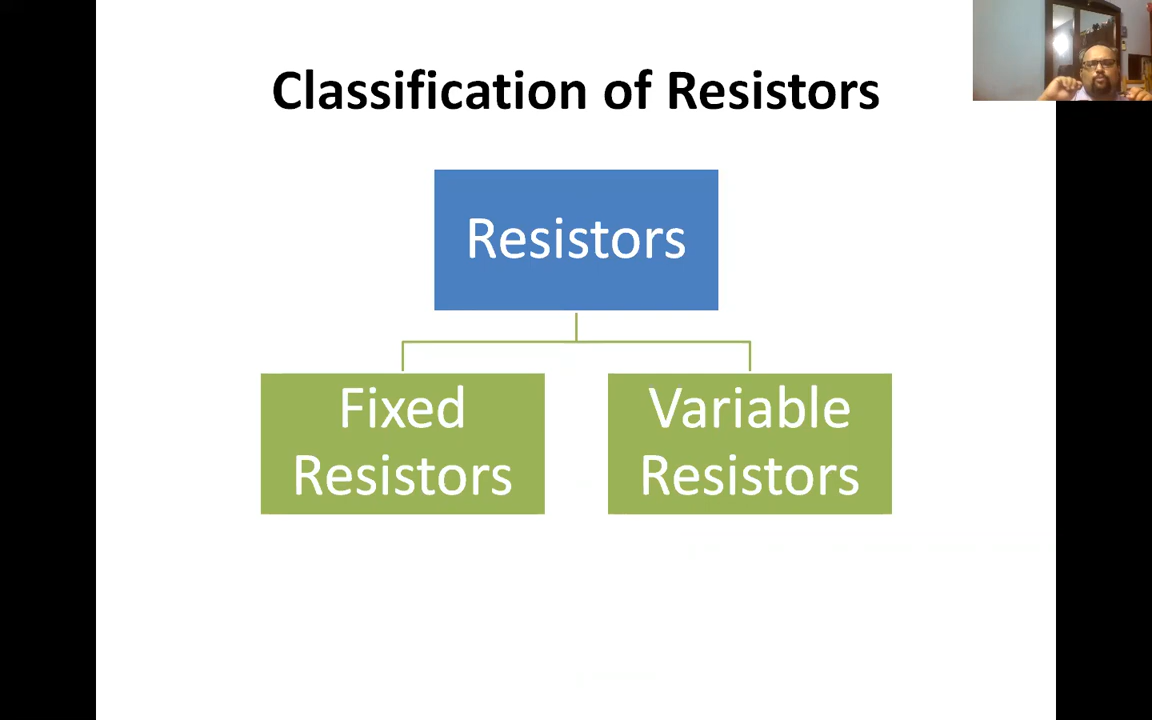 Classification of Resistors
Resistors
Fixed
Resistors
Variable
Resistors